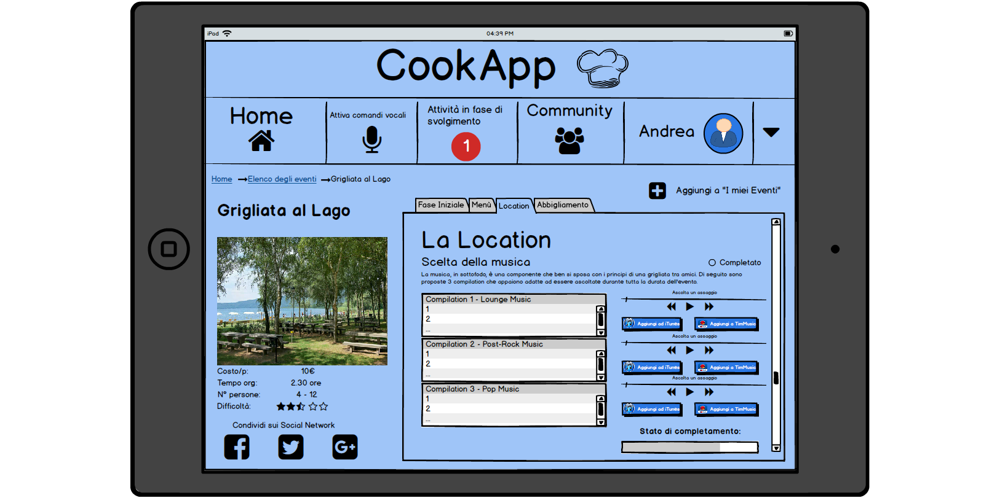 iPad
04:39 PM
CookApp
Home
Attiva comandi vocali
Attività in fase di
svolgimento
1
Community
Andrea
Home
Elenco degli eventi
Grigliata al Lago
Aggiungi a "I miei Eventi"
Grigliata al Lago
Costo/p: 10€
Tempo org: 2.30 ore
N° persone: 4 - 12
Difficoltà:
Condividi sui Social Network
Fase Iniziale
Menù
Location
Abbigliamento
La Location
Scelta della musica
Completato
La musica, in sottofodo, è una componente che ben si sposa con i principi di una grigliata tra amici. Di seguito sono
proposte 3 compilation che appaiono adatte ad essere ascoltate durante tutta la durata dell'evento.
Compilation 1 - Lounge Music
1
2
...
Ascolta un assaggio
Aggiungi ad iTunes
Aggiungi a TimMusic
Compilation 2 - Post-Rock Music
1
2
...
Ascolta un assaggio
Aggiungi ad iTunes
Aggiungi a TimMusic
Compilation 3 - Pop Music
1
2
...
Ascolta un assaggio
Aggiungi ad iTunes
Aggiungi a TimMusic
Stato di completamento: